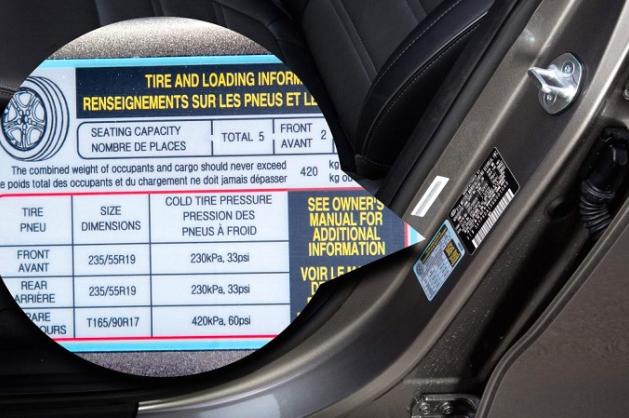 TIRE AND LOADING INFORM
RENSEIGNEMENTS SUR LES PNEUS ET LE
SEATING CAPACITY
NOMBRE DE PLACES
TOTAL 5
FRONT
AVANT 2
The combined weight of occupants and cargo should never exceed 420 kg
e poids total des occupants et du chargement ne doit jamais dépasser kg ou
TIRE
PNEU
SIZE
DIMENSIONS
COLD TIRE PRESSURE
PRESSION DES
PNEUS À FROID
SEE OWNER'S
MANUAL FOR
ADDITIONAL
INFORMATION
FRONT
AVANT
235/55R19
230kPa, 33psi
REAR
ARRIÈRE
235/55R19
230kPa, 33psi
VOIR LE M
ARE
OURS
T165/90R17
420kPa, 60psi